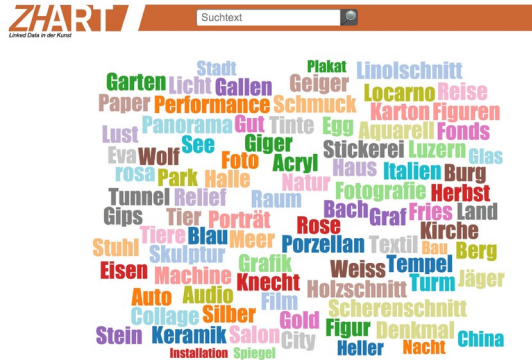 ZHART
Linked Data in der Kunst
Suchtext
Stadt Plakat Linolschnitt
Garten Licht Gallen Geiger Locarno Reise
Paper Performance Schmuck Karton Figuren
Lust Panorama Gut Tinte Egg Aquarell Fonds
Eva Wolf See Giger Stickerei Luzern Glas
rosa Park Halle Foto Acryl Haus Italien Burg
Tunnel Relief Raum Natur Fotografie Herbst
Gips Tier Porträt Rose Bach Graf Fries Land
Stuhl Tiere Blau Meer Porzellan Textil Kirche Bau Berg
Skulptur Grafik Weiss Tempel
Eisen Machine Knecht Holzschnitt Turm Jäger
Auto Audio Film Scherenschnitt
Collage Silber Gold Figur Denkmal China
Stein Keramik Salon City Heller Nacht
Installation Spiegel